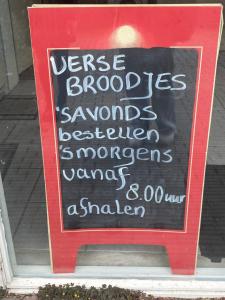 VERSE
BROODJES
'SAVONDS
bestellen
'smorgens
vanaf
8.00 uur
afhalen